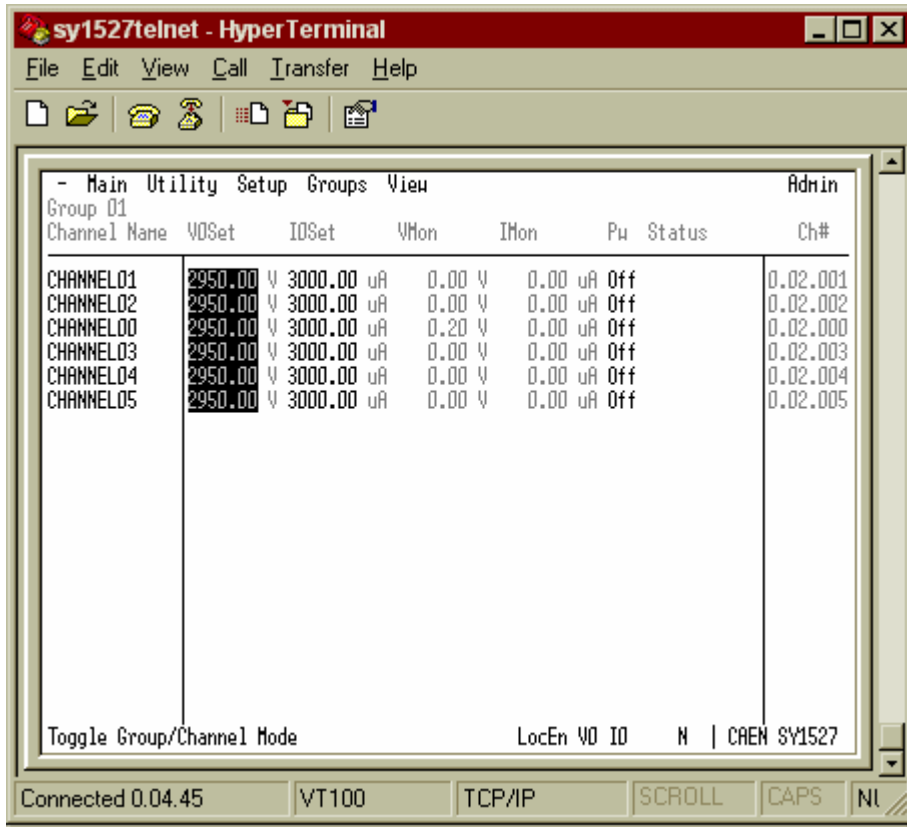 sy1527telnet - HyperTerminal
File Edit View Call Transfer Help
- Main Utility Setup Groups View Admin
Group 01
Channel Name V0Set I0Set VMon IMon Pw Status Ch#
CHANNEL01 2950.00 V 3000.00 uA 0.00 V 0.00 uA Off 0.02.001
CHANNEL02 2950.00 V 3000.00 uA 0.00 V 0.00 uA Off 0.02.002
CHANNEL00 2950.00 V 3000.00 uA 0.20 V 0.00 uA Off 0.02.000
CHANNEL03 2950.00 V 3000.00 uA 0.00 V 0.00 uA Off 0.02.003
CHANNEL04 2950.00 V 3000.00 uA 0.00 V 0.00 uA Off 0.02.004
CHANNEL05 2950.00 V 3000.00 uA 0.00 V 0.00 uA Off 0.02.005
Toggle Group/Channel Mode LocEn V0 I0 N | CAEN SY1527
Connected 0.04.45 VT100 TCP/IP SCROLL CAPS